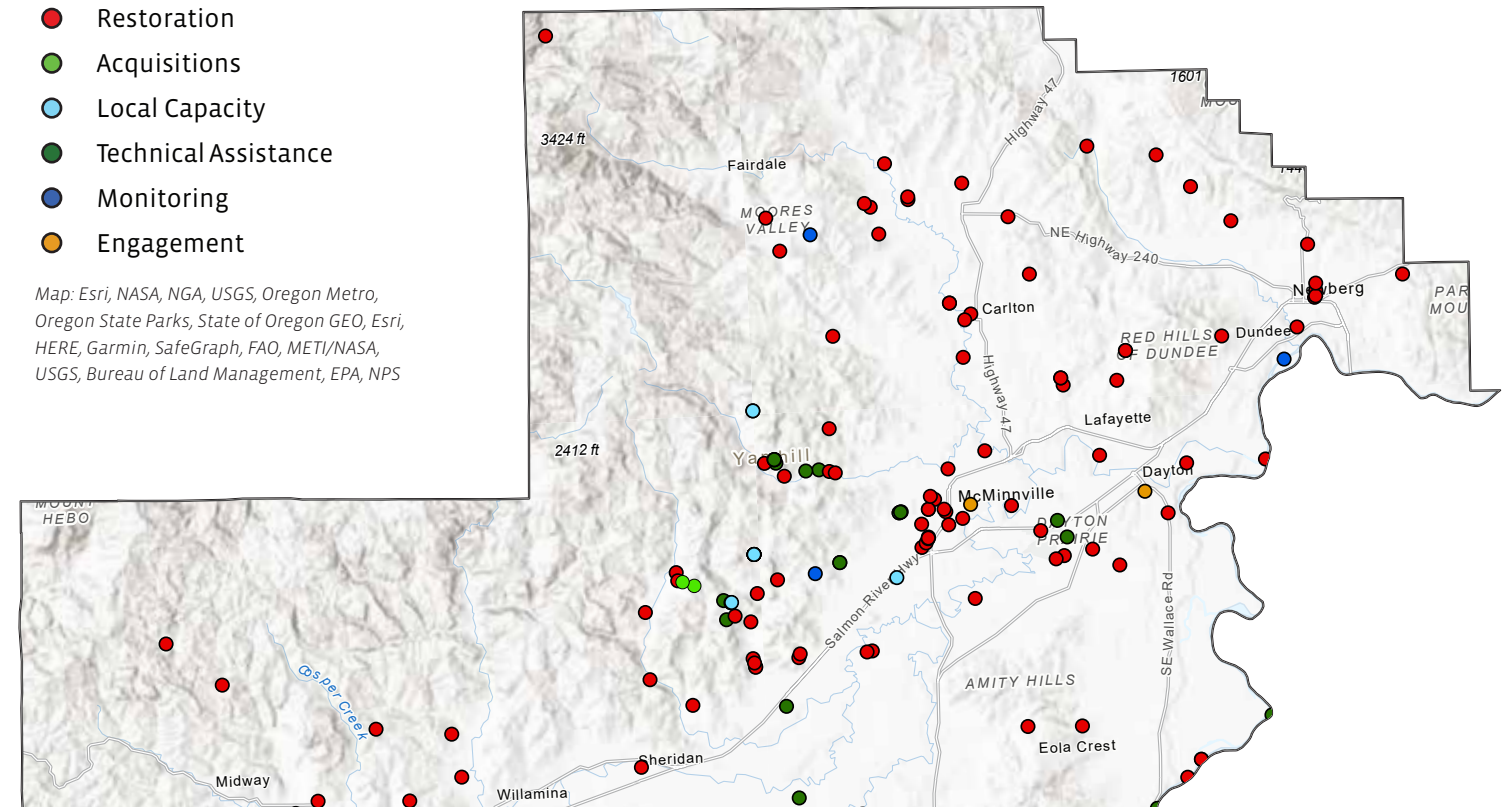 Restoration
Acquisitions
Local Capacity
Technical Assistance
Monitoring
Engagement
Map: Esri, NASA, NGA, USGS, Oregon Metro,
Oregon State Parks, State of Oregon GEO, Esri,
HERE, Garmin, SafeGraph, FAO, METI/NASA,
USGS, Bureau of Land Management, EPA, NPS
1601
Highway 47
3424 ft
Fairdale
MOORES
VALLEY
NE Highway 240
Newberg
PAR
MOU
Carlton
RED HILLS
OF DUNDEE
Dundee
Highway 47
Lafayette
2412 ft
Yamhill
Dayton
MOUNT
HEBO
McMinnville
DAYTON
PRAIRIE
Salmon River Hwy
SE Wallace Rd
Cosper Creek
AMITY HILLS
Eola Crest
Sheridan
Midway
Willamina